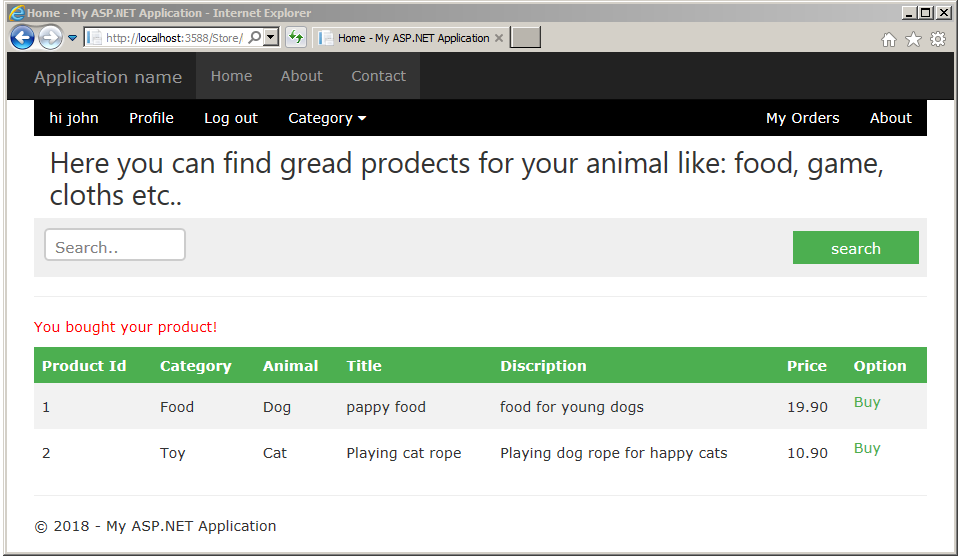 Home - My ASP.NET Application - Internet Explorer
http://localhost:3588/Store/ Home - My ASP.NET Application
Application name Home About Contact
hi john Profile Log out Category My Orders About
Here you can find gread prodects for your animal like: food, game,
cloths etc..
Search.. search
You bought your product!
Product Id Category Animal Title Discription Price Option
1 Food Dog pappy food food for young dogs 19.90 Buy
2 Toy Cat Playing cat rope Playing dog rope for happy cats 10.90 Buy
© 2018 - My ASP.NET Application